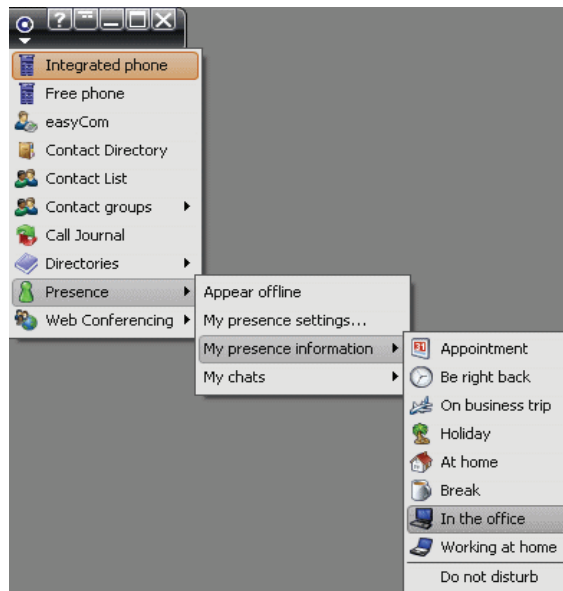 ?
Integrated phone
Free phone
easyCom
Contact Directory
Contact List
Contact groups
Call Journal
Directories
Presence
Web Conferencing
Appear offline
My presence settings...
My presence information
My chats
31
Appointment
Be right back
On business trip
Holiday
At home
Break
In the office
Working at home
Do not disturb